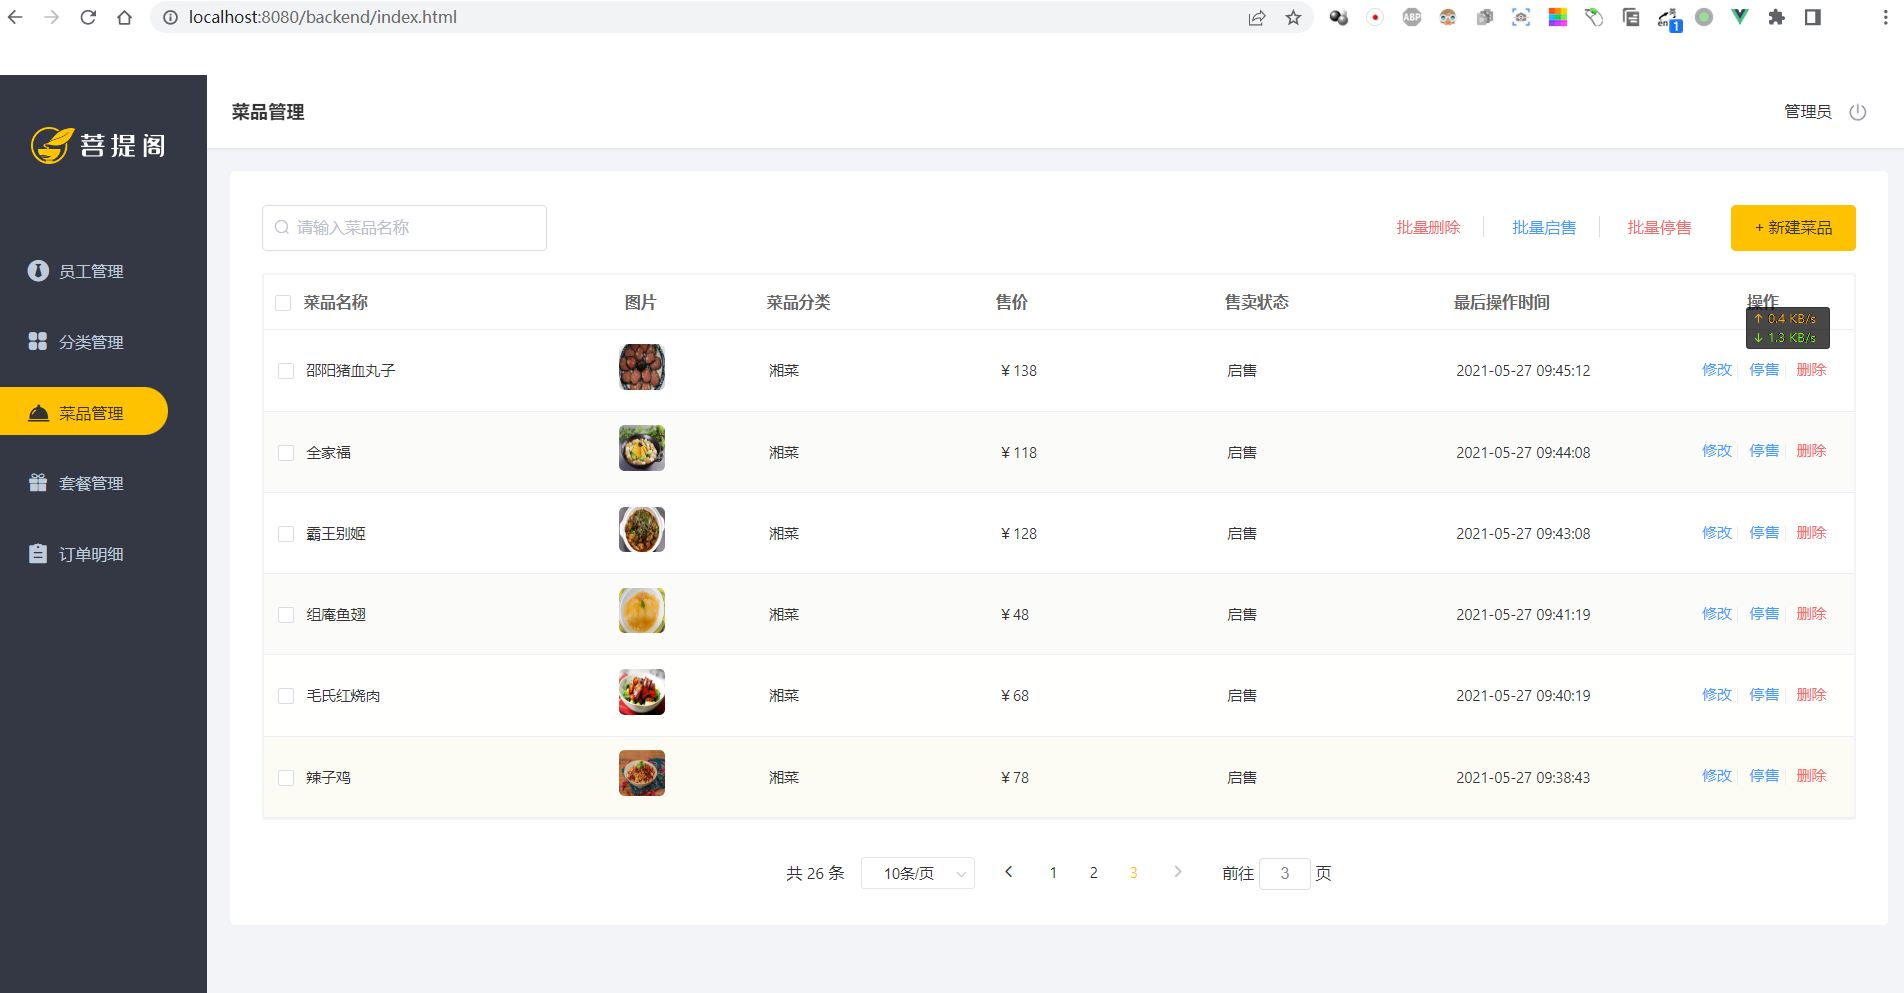 localhost:8080/backend/index.html
ABP
en
1
菩提阁
菜品管理
管理员
员工管理
分类管理
菜品管理
套餐管理
订单明细
请输入菜品名称
批量删除 批量启售 批量停售 + 新建菜品
菜品名称 图片 菜品分类 售价 售卖状态 最后操作时间 操作
↑ 0.4 KB/s
↓ 1.3 KB/s
邵阳猪血丸子 湘菜 ¥ 138 启售 2021-05-27 09:45:12 修改 停售 删除
全家福 湘菜 ¥ 118 启售 2021-05-27 09:44:08 修改 停售 删除
霸王别姬 湘菜 ¥ 128 启售 2021-05-27 09:43:08 修改 停售 删除
组庵鱼翅 湘菜 ¥ 48 启售 2021-05-27 09:41:19 修改 停售 删除
毛氏红烧肉 湘菜 ¥ 68 启售 2021-05-27 09:40:19 修改 停售 删除
辣子鸡 湘菜 ¥ 78 启售 2021-05-27 09:38:43 修改 停售 删除
共 26 条 10条/页 1 2 3 前往 3 页